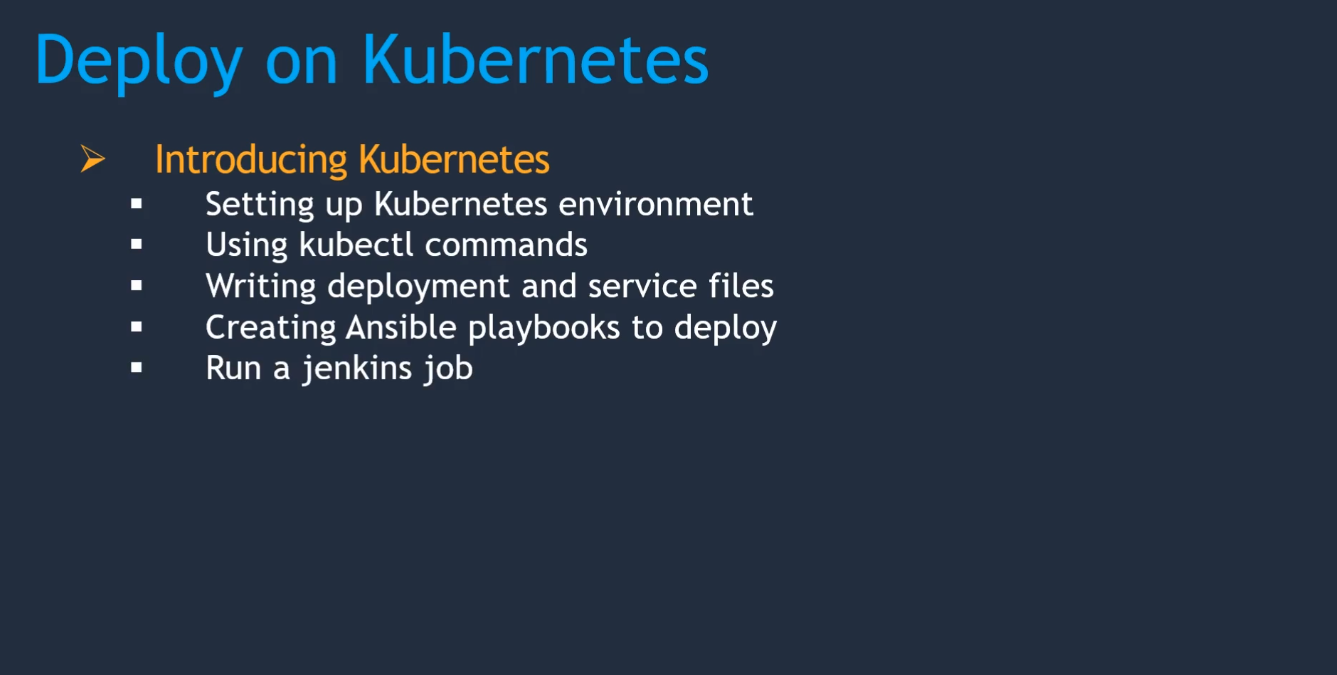 Deploy on Kubernetes
Introducing Kubernetes
Setting up Kubernetes environment
Using kubectl commands
Writing deployment and service files
Creating Ansible playbooks to deploy
Run a jenkins job